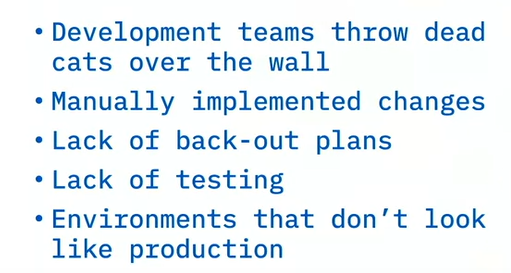 • Development teams throw dead
cats over the wall
• Manually implemented changes
• Lack of back-out plans
• Lack of testing
• Environments that don’t look
like production